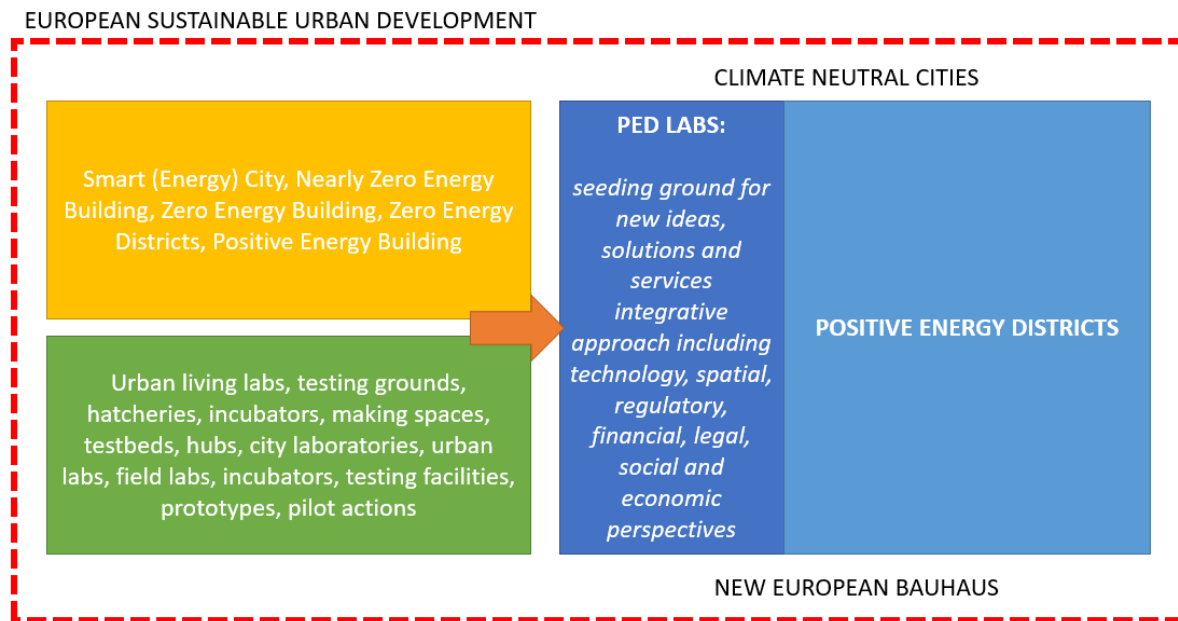 EUROPEAN SUSTAINABLE URBAN DEVELOPMENT
CLIMATE NEUTRAL CITIES
Smart (Energy) City, Nearly Zero Energy
Building, Zero Energy Building, Zero Energy
Districts, Positive Energy Building
Urban living labs, testing grounds,
hatcheries, incubators, making spaces,
testbeds, hubs, city laboratories, urban
labs, field labs, incubators, testing facilities,
prototypes, pilot actions
PED LABS:
seeding ground for
new ideas,
solutions and
services
integrative
approach including
technology, spatial,
regulatory,
financial, legal,
social and
economic
perspectives
POSITIVE ENERGY DISTRICTS
NEW EUROPEAN BAUHAUS